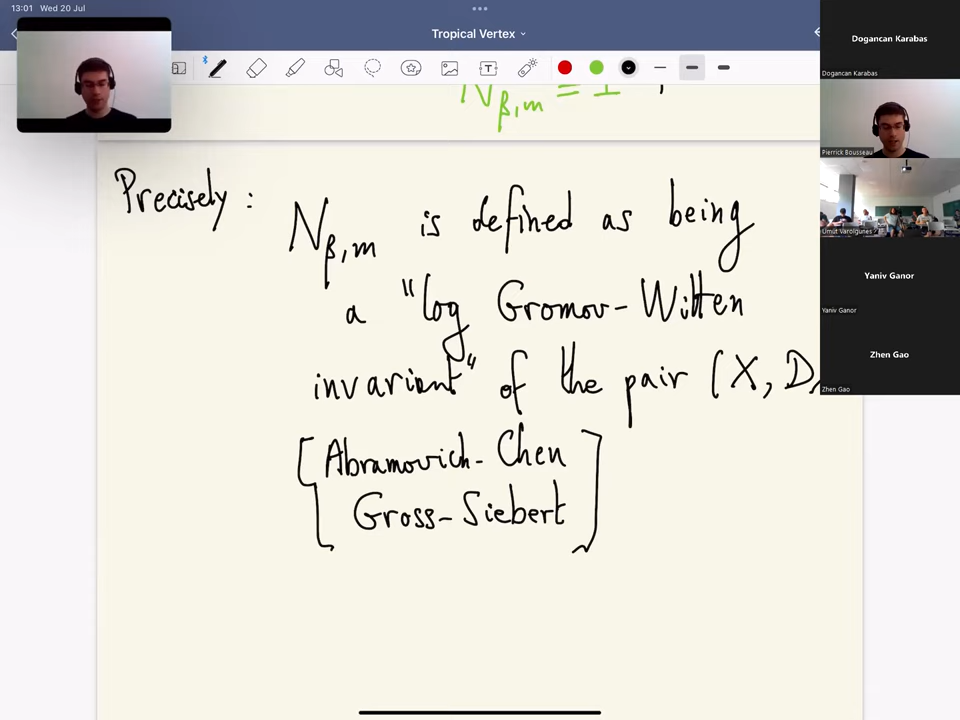 13:01 Wed 20 Jul
Tropical Vertex
Dogancan Karabas
Dogancan Karabas
Pierrick Bousseau
Umut Varolgunes
Yaniv Ganor
Yaniv Ganor
Zhen Gao
Zhen Gao
N_{β,m} = 1
Precisely : N_{β,m} is defined as being
a "log Gromov-Witten
invariant" of the pair (X, D
[Abramovich-Chen
Gross-Siebert]